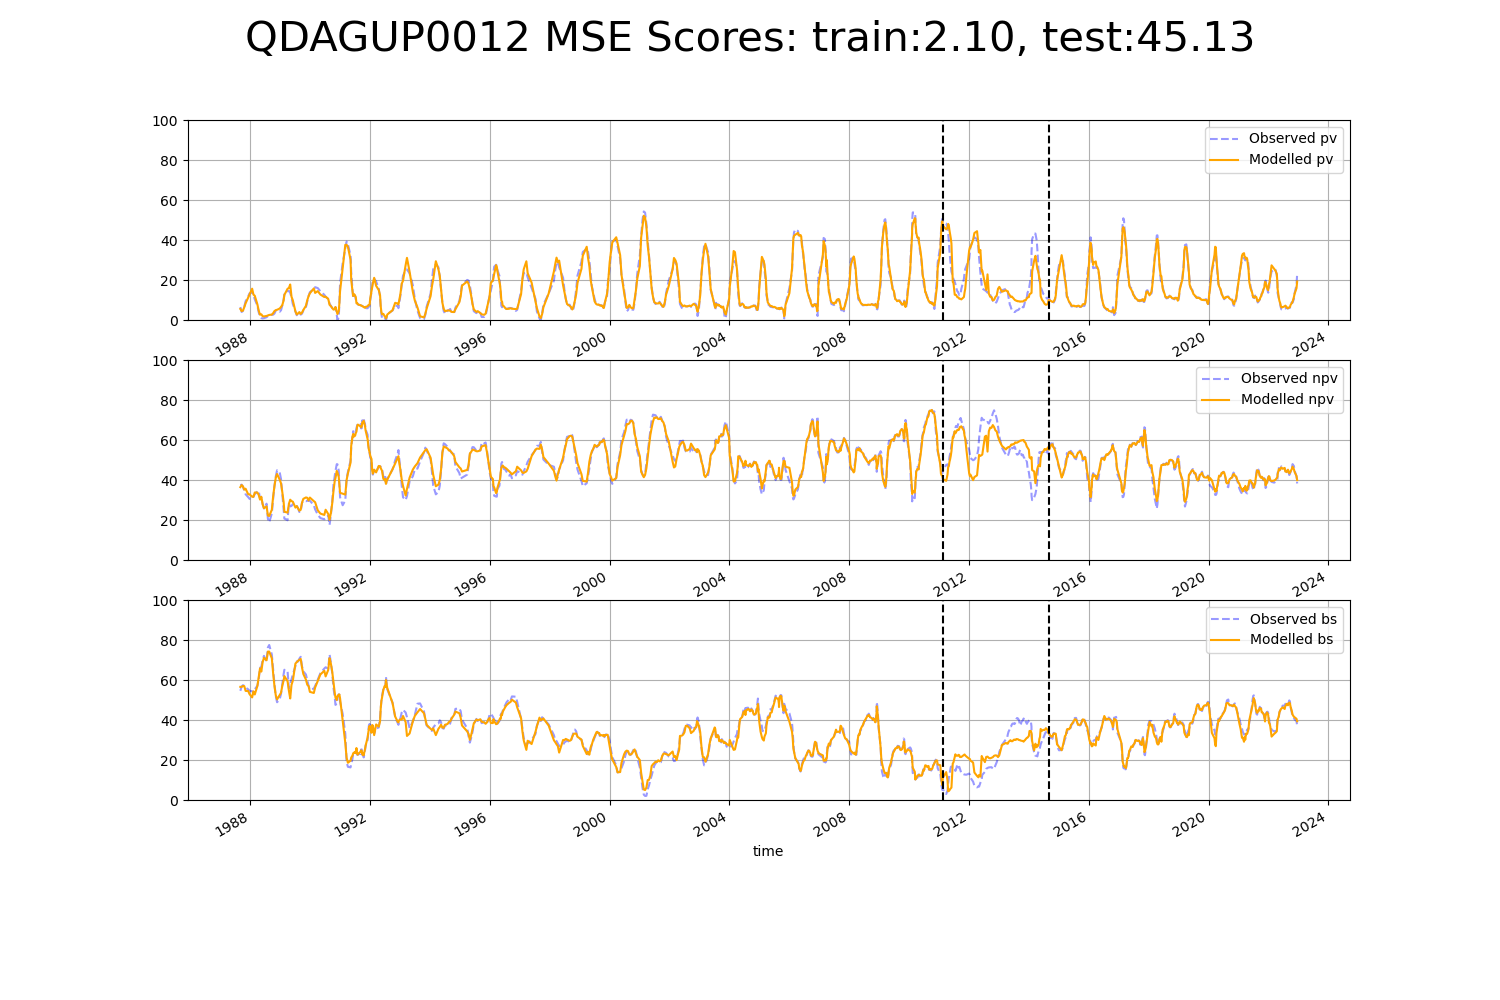 QDAGUP0012 MSE Scores: train:2.10, test:45.13
100
80
60
40
20
0
Observed pv
Modelled pv
1988 1992 1996 2000 2004 2008 2012 2016 2020 2024
100
80
60
40
20
0
Observed npv
Modelled npv
1988 1992 1996 2000 2004 2008 2012 2016 2020 2024
100
80
60
40
20
0
Observed bs
Modelled bs
1988 1992 1996 2000 2004 2008 2012 2016 2020 2024
time